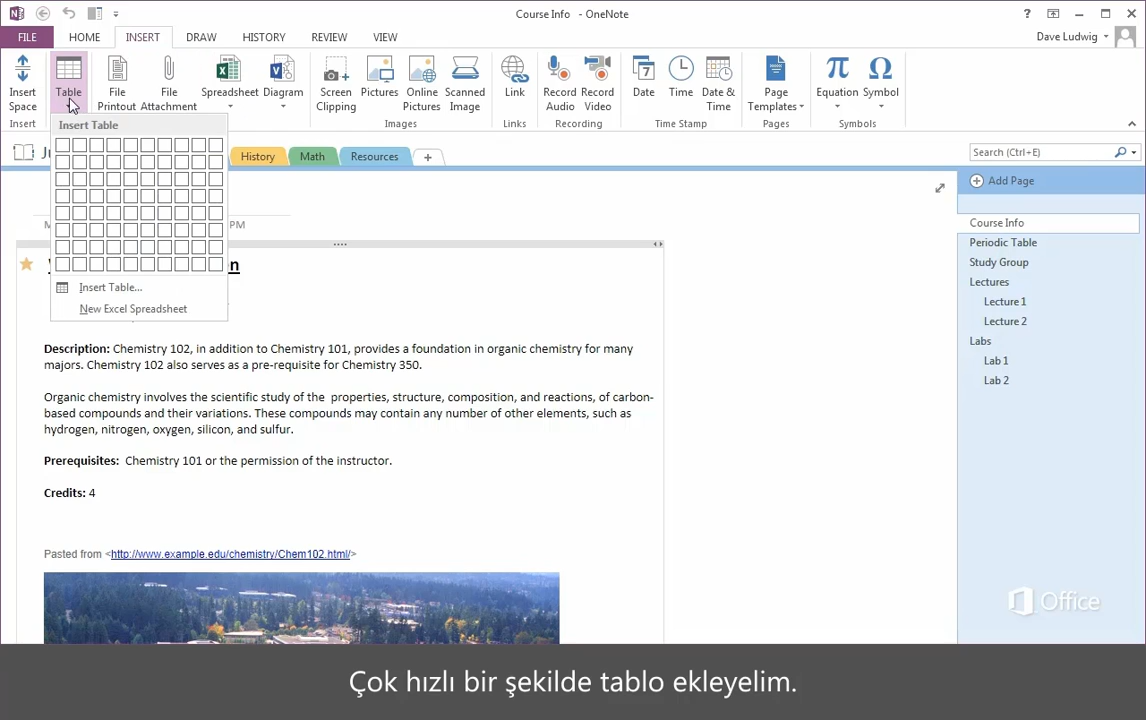 Course Info - OneNote
Dave Ludwig
FILE HOME INSERT DRAW HISTORY REVIEW VIEW
Insert Space
Table
File Printout
File Attachment
Spreadsheet
Diagram
Screen Clipping
Pictures
Online Pictures
Scanned Image
Link
Record Audio
Record Video
Date
Time
Date & Time
Page Templates
Equation
Symbol
Insert Images Links Recording Time Stamp Pages Symbols
Insert Table
Insert Table...
New Excel Spreadsheet
History Math Resources
Search (Ctrl+E)
Add Page
Course Info
Periodic Table
Study Group
Lectures
Lecture 1
Lecture 2
Labs
Lab 1
Lab 2
PM
Description: Chemistry 102, in addition to Chemistry 101, provides a foundation in organic chemistry for many
majors. Chemistry 102 also serves as a pre-requisite for Chemistry 350.
Organic chemistry involves the scientific study of the properties, structure, composition, and reactions, of carbon-
based compounds and their variations. These compounds may contain any number of other elements, such as
hydrogen, nitrogen, oxygen, silicon, and sulfur.
Prerequisites: Chemistry 101 or the permission of the instructor.
Credits: 4
Pasted from <http://www.example.edu/chemistry/Chem102.html/>
Office
Çok hızlı bir şekilde tablo ekleyelim.